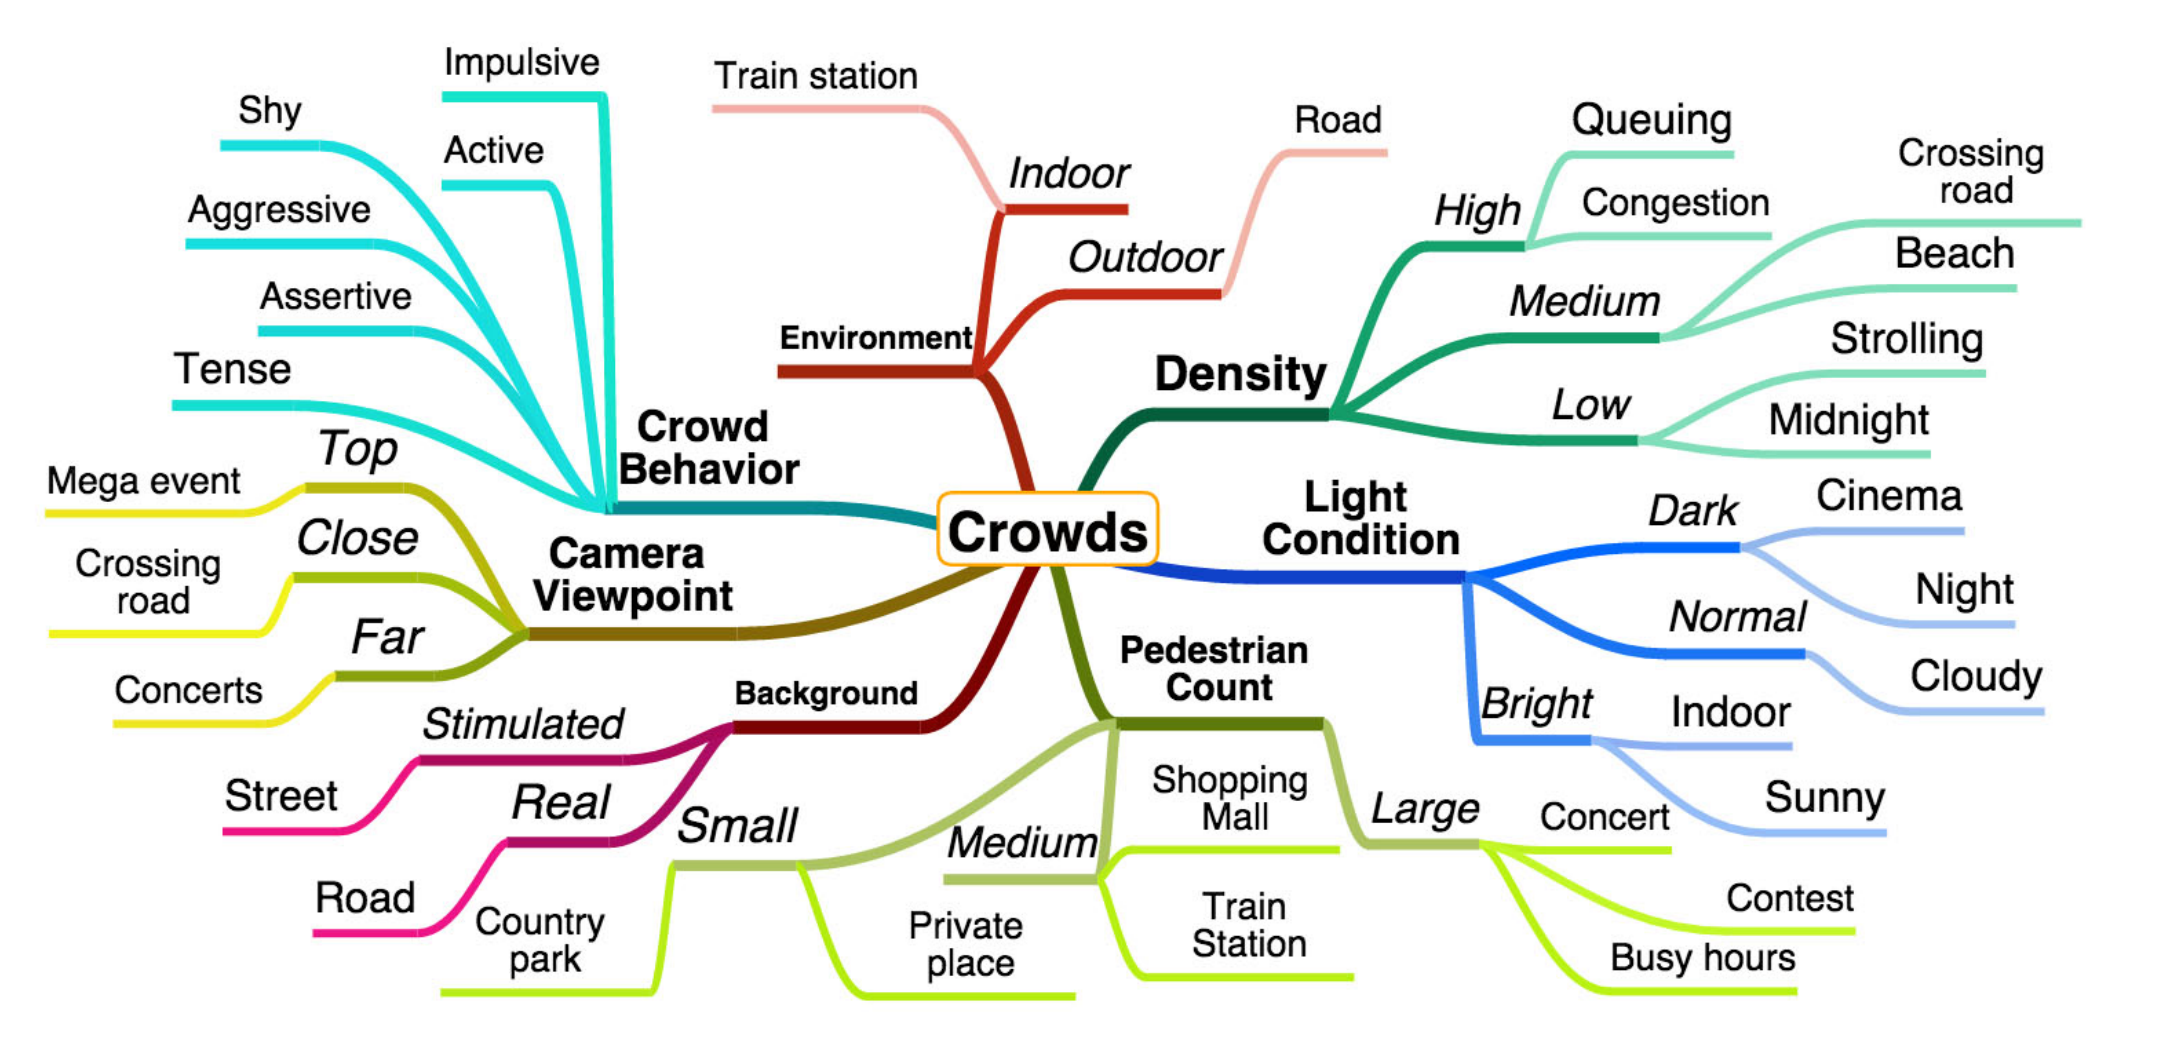 Impulsive
Shy
Active
Aggressive
Assertive
Tense
Crowd
Behavior
Train station
Indoor
Road
Outdoor
Environment
Density
High
Queuing
Congestion
Medium
Crossing
road
Beach
Low
Strolling
Midnight
Crowds
Top
Mega event
Close
Crossing
road
Far
Concerts
Camera
Viewpoint
Light
Condition
Dark
Cinema
Night
Normal
Cloudy
Bright
Indoor
Sunny
Background
Stimulated
Street
Real
Road
Pedestrian
Count
Small
Country
park
Private
place
Medium
Shopping
Mall
Train
Station
Large
Concert
Contest
Busy hours